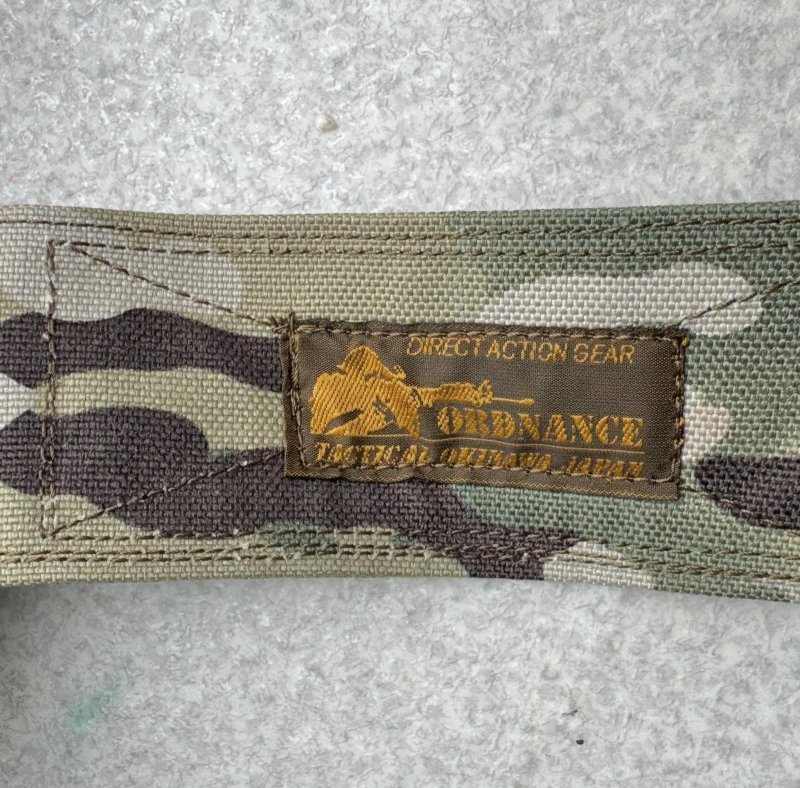 DIRECT ACTION GEAR
ORDNANCE
TACTICAL OKINAWA JAPAN